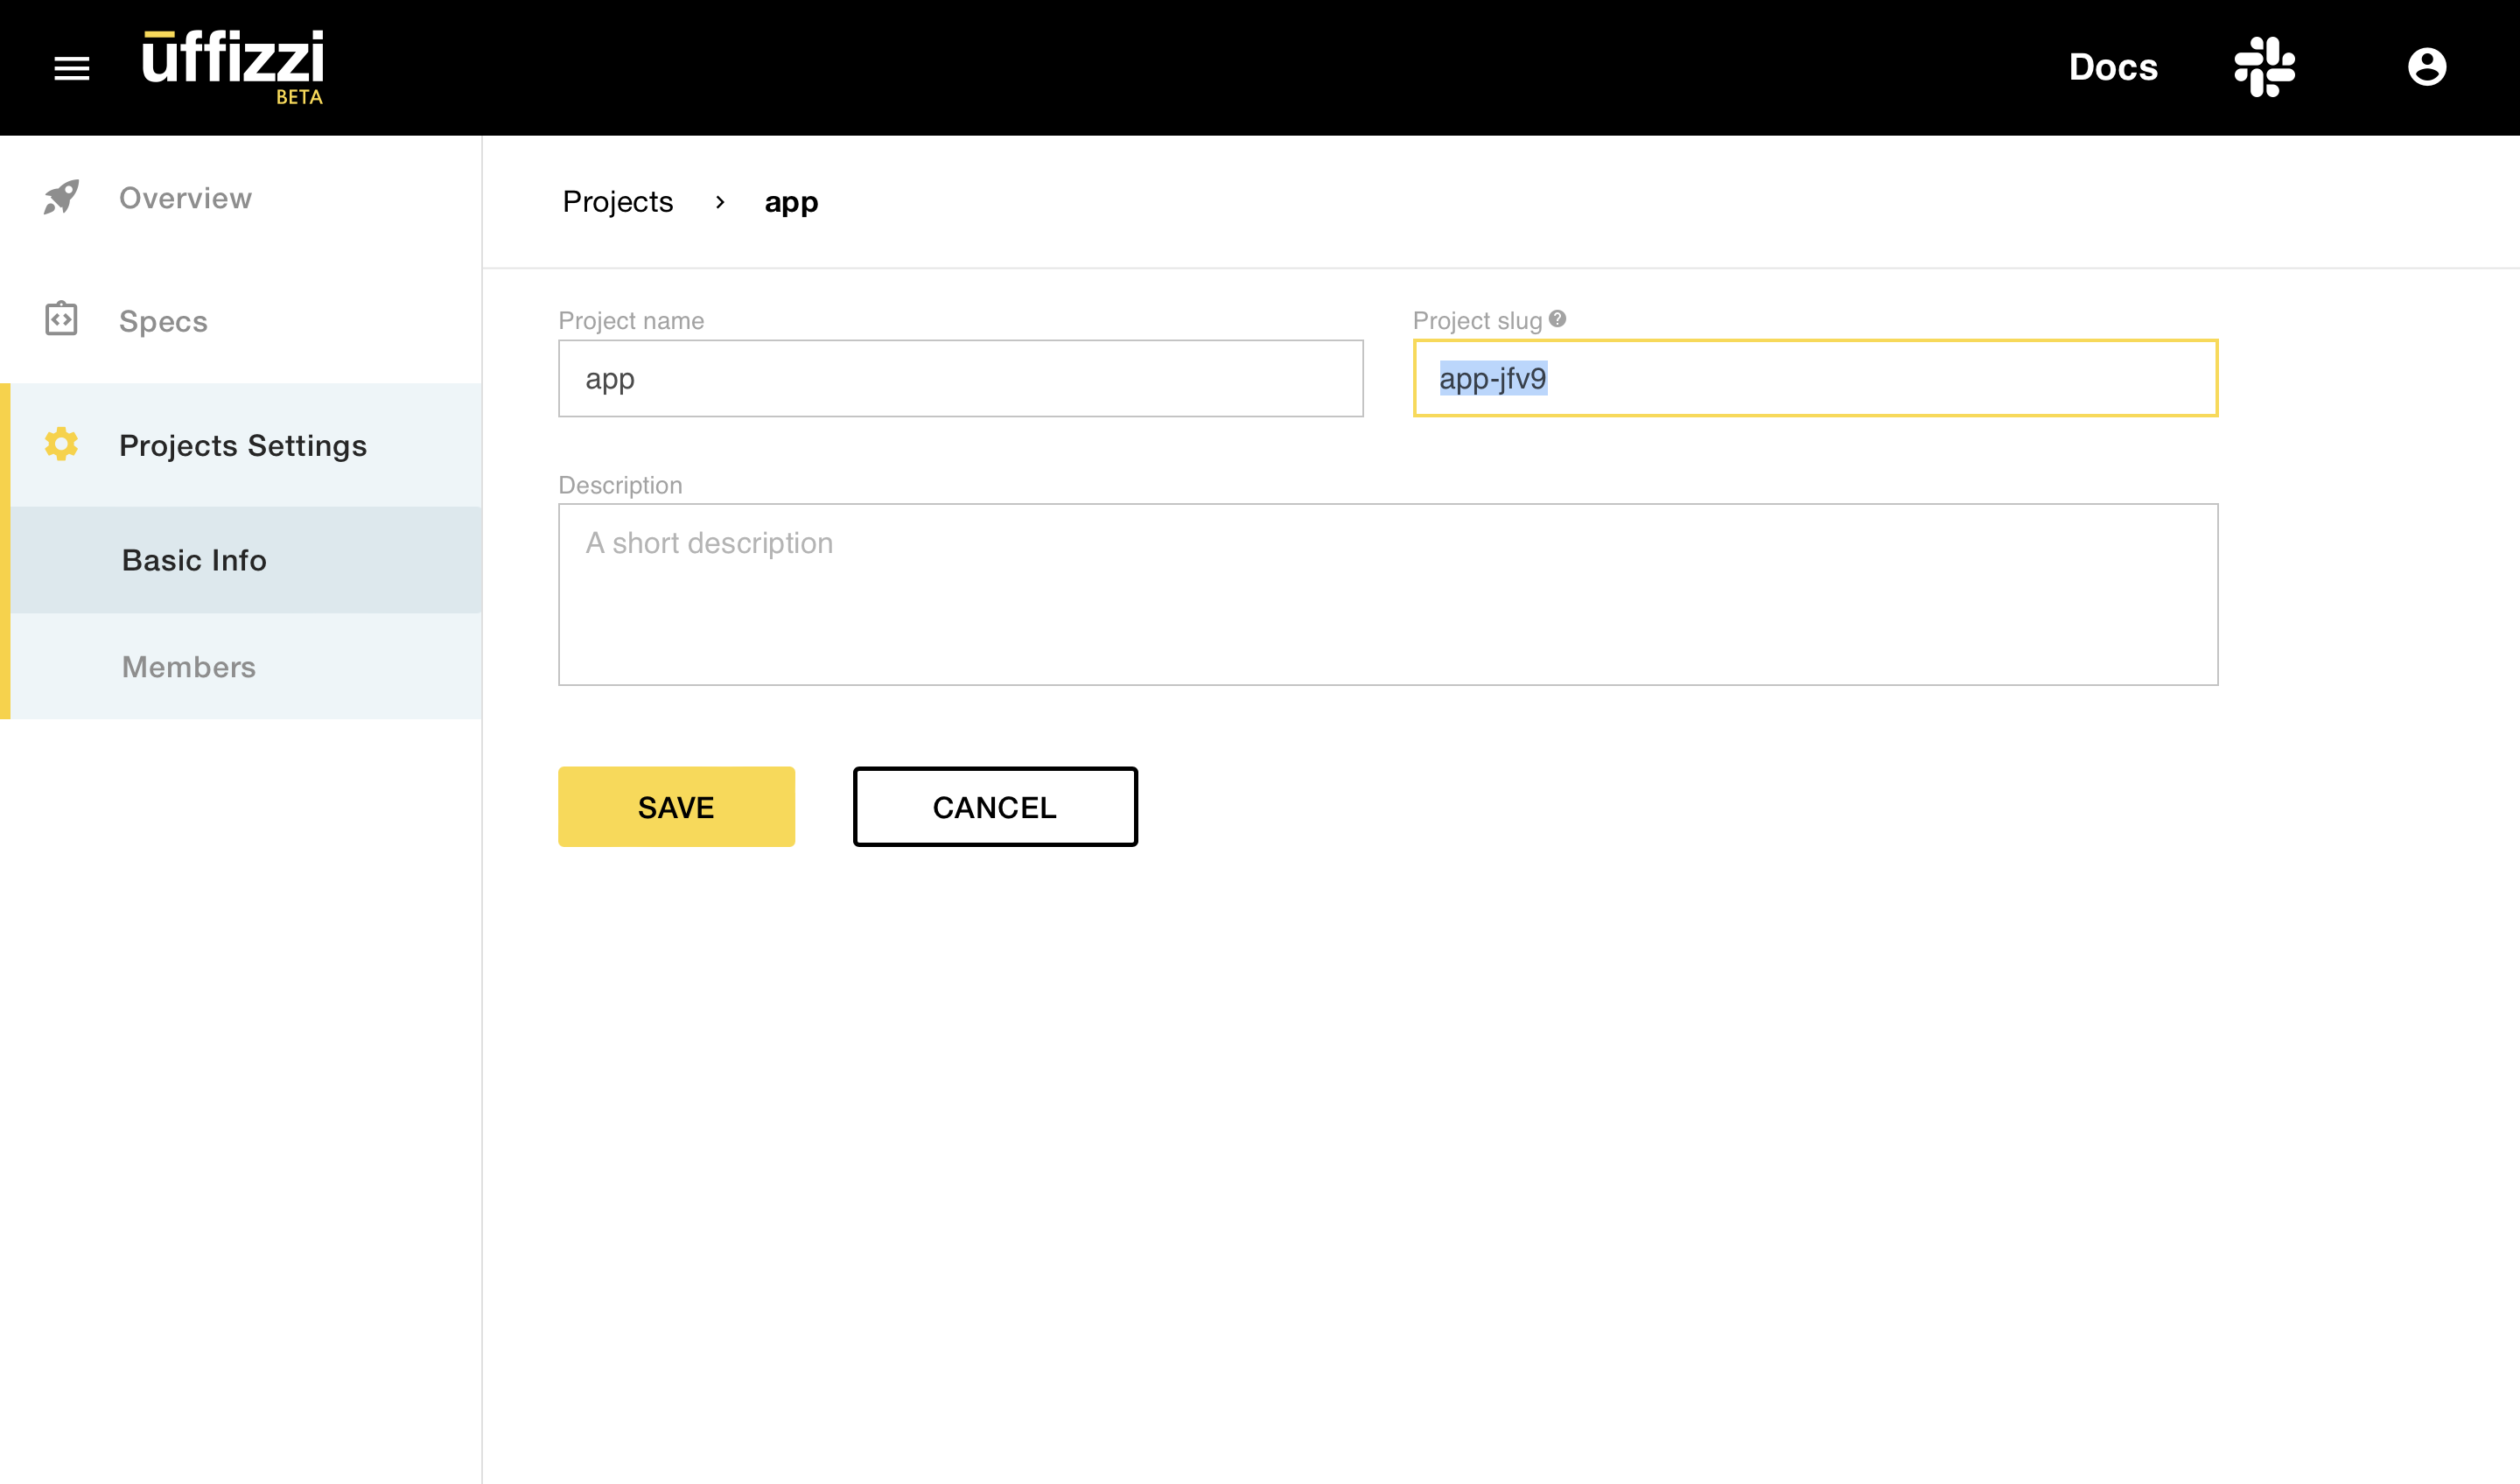 ūffizzi
BETA
Docs
Overview
Specs
Projects Settings
Basic Info
Members
Projects > app
Project name
app
Project slug ?
app-jfv9
Description
A short description
SAVE
CANCEL